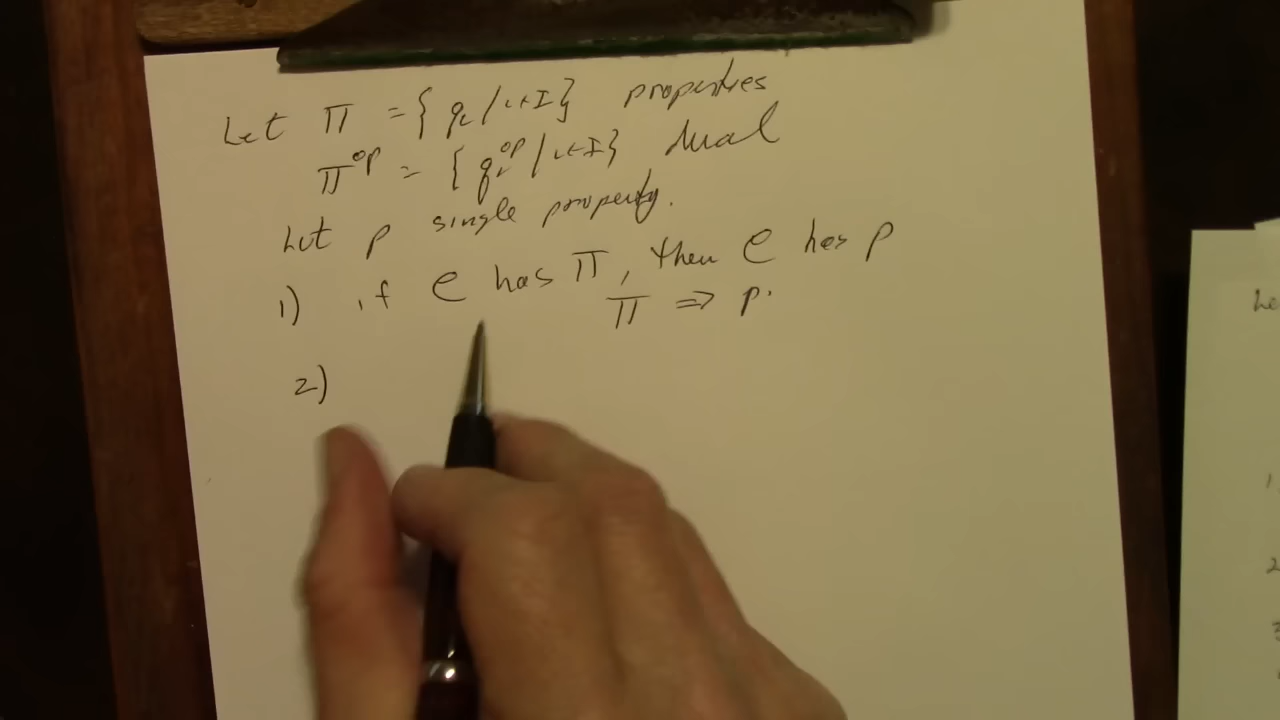 Let Π = { qᵢ / i∈I } properties
Π^op = { qᵢ^op / i∈I } dual
Let p single property.
1) if C has Π, then C has p
Π ⇒ p.
2)